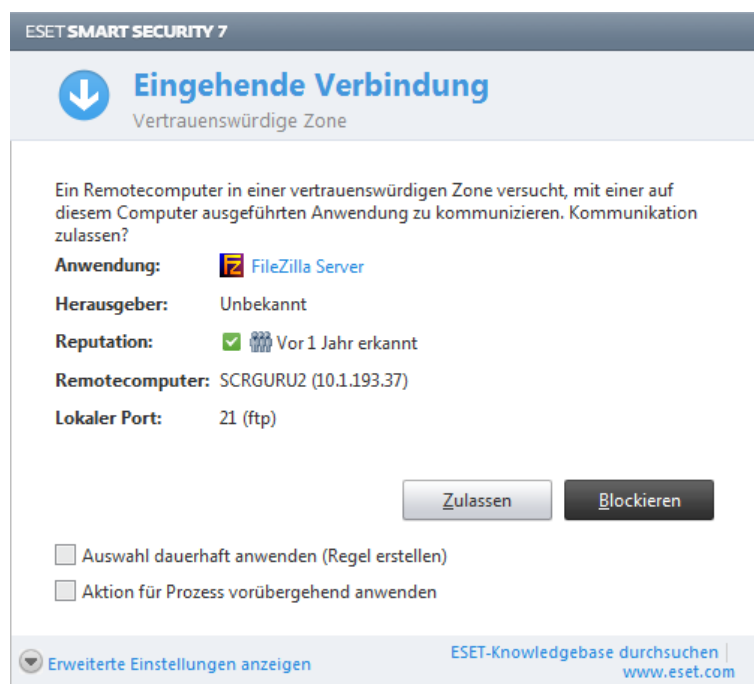 ESET SMART SECURITY 7
Eingehende Verbindung
Vertrauenswürdige Zone
Ein Remotecomputer in einer vertrauenswürdigen Zone versucht, mit einer auf
diesem Computer ausgeführten Anwendung zu kommunizieren. Kommunikation
zulassen?
Anwendung: FZ FileZilla Server
Herausgeber: Unbekannt
Reputation: Vor 1 Jahr erkannt
Remotecomputer: SCRGURU2 (10.1.193.37)
Lokaler Port: 21 (ftp)
Zulassen Blockieren
Auswahl dauerhaft anwenden (Regel erstellen)
Aktion für Prozess vorübergehend anwenden
Erweiterte Einstellungen anzeigen ESET-Knowledgebase durchsuchen |
www.eset.com